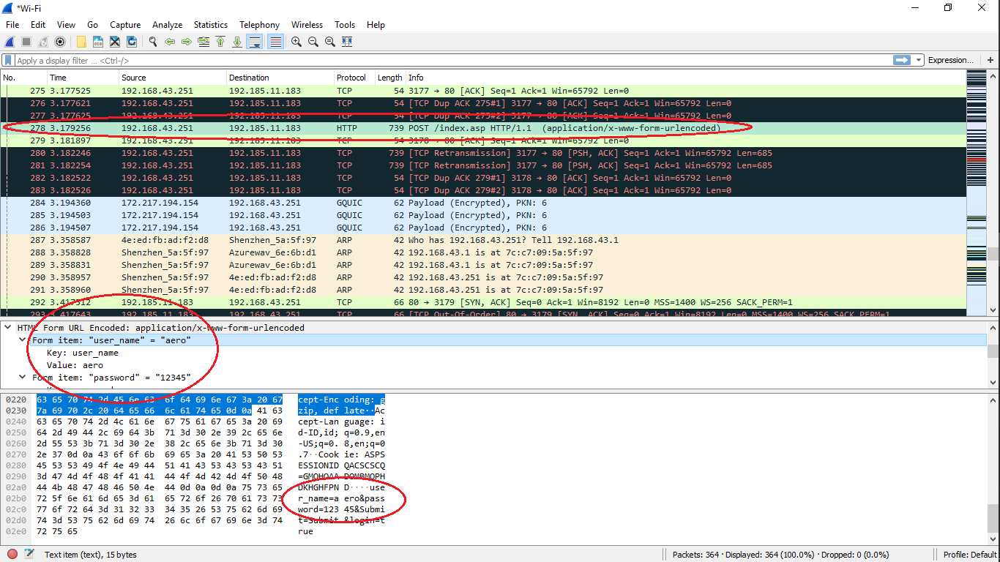 *Wi-Fi
File Edit View Go Capture Analyze Statistics Telephony Wireless Tools Help
Apply a display filter ... <Ctrl-/>
Expression... +
No. Time Source Destination Protocol Length Info
275 3.177525 192.168.43.251 192.185.11.183 TCP 54 3177 → 80 [ACK] Seq=1 Ack=1 Win=65792 Len=0
276 3.177621 192.168.43.251 192.185.11.183 TCP 54 [TCP Dup ACK 275#1] 3177 → 80 [ACK] Seq=1 Ack=1 Win=65792 Len=0
277 3.177625 192.168.43.251 192.185.11.183 TCP 54 [TCP Dup ACK 275#2] 3177 → 80 [ACK] Seq=1 Ack=1 Win=65792 Len=0
278 3.179256 192.168.43.251 192.185.11.183 HTTP 739 POST /index.asp HTTP/1.1 (application/x-www-form-urlencoded)
279 3.181897 192.168.43.251 192.185.11.183 TCP 54 3178 → 80 [ACK] Seq=1 Ack=1 Win=65792 Len=0
280 3.182246 192.168.43.251 192.185.11.183 TCP 739 [TCP Retransmission] 3177 → 80 [PSH, ACK] Seq=1 Ack=1 Win=65792 Len=685
281 3.182254 192.168.43.251 192.185.11.183 TCP 739 [TCP Retransmission] 3177 → 80 [PSH, ACK] Seq=1 Ack=1 Win=65792 Len=685
282 3.182522 192.168.43.251 192.185.11.183 TCP 54 [TCP Dup ACK 279#1] 3178 → 80 [ACK] Seq=1 Ack=1 Win=65792 Len=0
283 3.182526 192.168.43.251 192.185.11.183 TCP 54 [TCP Dup ACK 279#2] 3178 → 80 [ACK] Seq=1 Ack=1 Win=65792 Len=0
284 3.194360 172.217.194.154 192.168.43.251 GQUIC 62 Payload (Encrypted), PKN: 6
285 3.194503 172.217.194.154 192.168.43.251 GQUIC 62 Payload (Encrypted), PKN: 6
286 3.194507 172.217.194.154 192.168.43.251 GQUIC 62 Payload (Encrypted), PKN: 6
287 3.358587 4e:ed:fb:ad:f2:d8 Shenzhen_5a:5f:97 ARP 42 Who has 192.168.43.251? Tell 192.168.43.1
288 3.358828 Shenzhen_5a:5f:97 Azurewav_6e:6b:d1 ARP 42 192.168.43.1 is at 7c:c7:09:5a:5f:97
289 3.358831 Shenzhen_5a:5f:97 Azurewav_6e:6b:d1 ARP 42 192.168.43.1 is at 7c:c7:09:5a:5f:97
290 3.358957 Shenzhen_5a:5f:97 4e:ed:fb:ad:f2:d8 ARP 42 192.168.43.251 is at 7c:c7:09:5a:5f:97
291 3.358960 Shenzhen_5a:5f:97 4e:ed:fb:ad:f2:d8 ARP 42 192.168.43.251 is at 7c:c7:09:5a:5f:97
292 3.417512 192.185.11.183 192.168.43.251 TCP 66 80 → 3179 [SYN, ACK] Seq=0 Ack=1 Win=8192 Len=0 MSS=1400 WS=256 SACK_PERM=1
293 3.417643 192.185.11.183 192.168.43.251 TCP 66 [TCP Out-Of-Order] 80 → 3179 [SYN, ACK] Seq=0 Ack=1 Win=8192 Len=0 MSS=1400 WS=256 SACK_PERM=1
HTML Form URL Encoded: application/x-www-form-urlencoded
Form item: "user_name" = "aero"
Key: user_name
Value: aero
Form item: "password" = "12345"
0220 63 65 70 74 2d 45 6e 63 6f 64 69 6e 67 3a 20 67 cept-Enc oding: g
0230 7a 69 70 2c 20 64 65 66 6c 61 74 65 0d 0a 41 63 zip, def late··Ac
0240 63 65 70 74 2d 4c 61 6e 67 75 61 67 65 3a 20 69 cept-Lan guage: i
0250 64 2d 49 44 2c 69 64 3b 71 3d 30 2e 39 2c 65 6e d-ID,id; q=0.9,en
0260 2d 55 53 3b 71 3d 30 2e 38 2c 65 6e 3b 71 3d 30 -US;q=0. 8,en;q=0
0270 2e 37 0d 0a 43 6f 6f 6b 69 65 3a 20 41 53 50 53 .7··Cook ie: ASPS
0280 45 53 53 49 4f 4e 49 44 51 41 43 53 43 53 43 51 ESSIONID QACSCSCQ
0290 3d 47 4d 4f 48 4f 41 41 44 4f 4d 42 4d 4f 50 48 =GMOHOAA DOMBMOPH
02a0 44 4b 48 47 48 46 50 4e 44 0d 0a 0d 0a 75 73 65 DKHGHFPN D····use
02b0 72 5f 6e 61 6d 65 3d 61 65 72 6f 26 70 61 73 73 r_name=a ero&pass
02c0 77 6f 72 64 3d 31 32 33 34 35 26 53 75 62 6d 69 word=123 45&Submi
02d0 74 3d 53 75 62 6d 69 74 26 6c 6f 67 69 6e 3d 74 t=Submit &login=t
02e0 72 75 65 rue
Text item (text), 15 bytes
Packets: 364 · Displayed: 364 (100.0%) · Dropped: 0 (0.0%)
Profile: Default